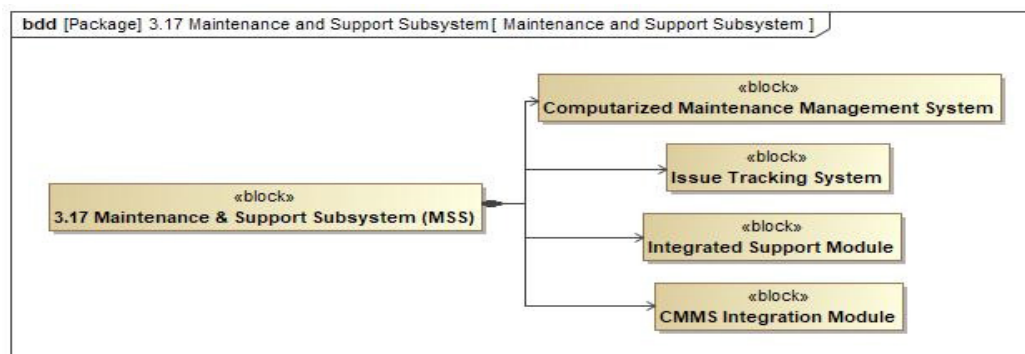 bdd [Package] 3.17 Maintenance and Support Subsystem[ Maintenance and Support Subsystem ]
«block»
Computarized Maintenance Management System
«block»
Issue Tracking System
«block»
3.17 Maintenance & Support Subsystem (MSS)
«block»
Integrated Support Module
«block»
CMMS Integration Module